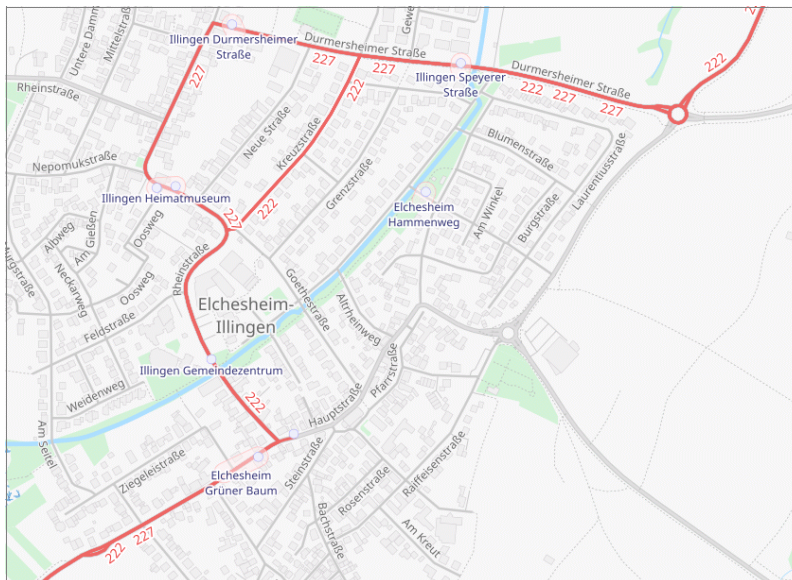 Untere Damm
Mittelstraße
Illingen Durmersheimer
Straße
Durmersheimer Straße
227
227
227
222
Illingen Speyerer
Straße
Durmersheimer Straße
222
227
227
222
Rheinstraße
Neue Straße
Kreuzstraße
Grenzstraße
Blumenstraße
Laurentiusstraße
Nepomukstraße
Illingen Heimatmuseum
227
222
Elchesheim
Hammenweg
Am Winkel
Burgstraße
Albweg
Am Gießen
Oosweg
Neckarweg
Oosweg
Rheinstraße
Feldstraße
Elchesheim-
Illingen
Goethestraße
Altrheinweg
Pfarrstraße
Illingen Gemeindezentrum
Weidenweg
222
Hauptstraße
Am Seitel
Ziegeleistraße
Elchesheim
Grüner Baum
Steinstraße
Rosenstraße
Raiffeisenstraße
Bachstraße
Am Kreut
222
227